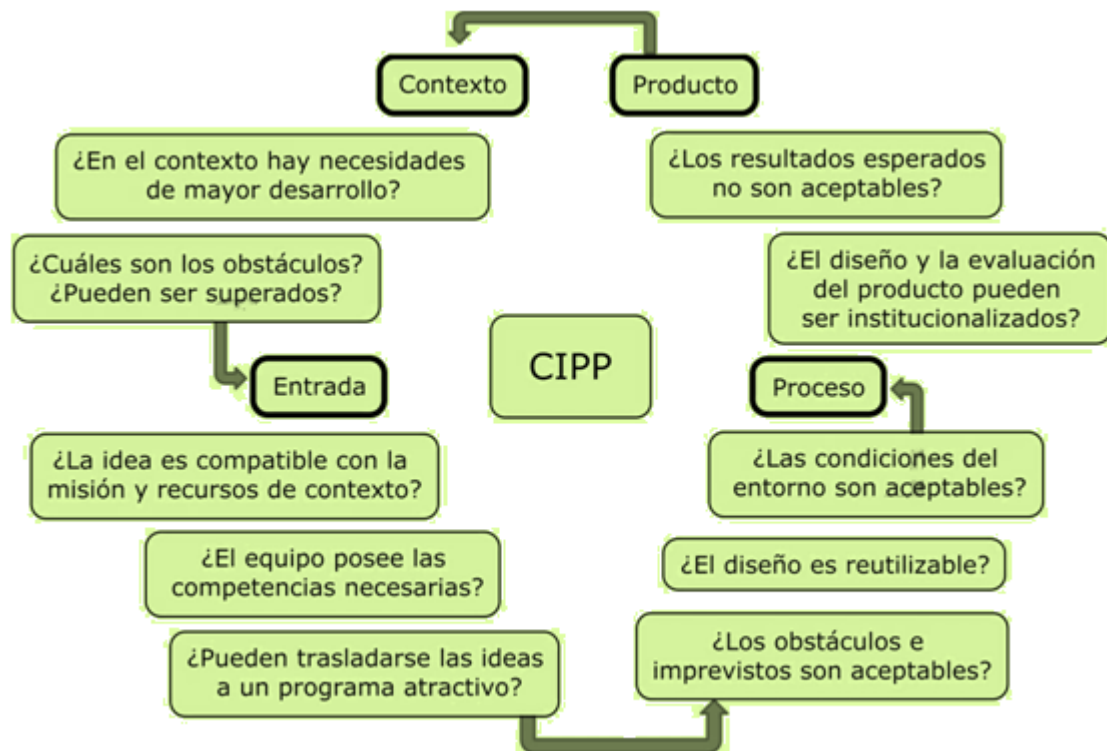 Contexto
Producto
¿En el contexto hay necesidades
de mayor desarrollo?
¿Los resultados esperados
no son aceptables?
¿Cuáles son los obstáculos?
¿Pueden ser superados?
¿El diseño y la evaluación
del producto pueden
ser institucionalizados?
CIPP
Entrada
Proceso
¿La idea es compatible con la
misión y recursos de contexto?
¿Las condiciones del
entorno son aceptables?
¿El equipo posee las
competencias necesarias?
¿El diseño es reutilizable?
¿Pueden trasladarse las ideas
a un programa atractivo?
¿Los obstáculos e
imprevistos son aceptables?